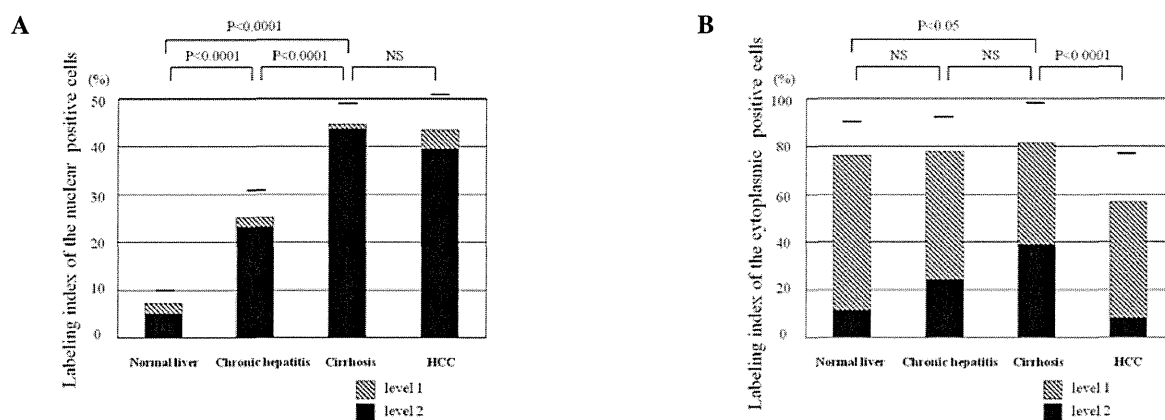 A
P<0.0001
P<0.0001 P<0.0001 NS
(%)
Labeling index of the nuclear positive cells
50
40
30
20
10
0
Normal liver Chronic hepatitis Cirrhosis HCC
level 1
level 2
B
P<0.05
NS NS P<0.0001
(%)
Labeling index of the cytoplasmic positive cells
100
80
60
40
20
0
Normal liver Chronic hepatitis Cirrhosis HCC
level 1
level 2